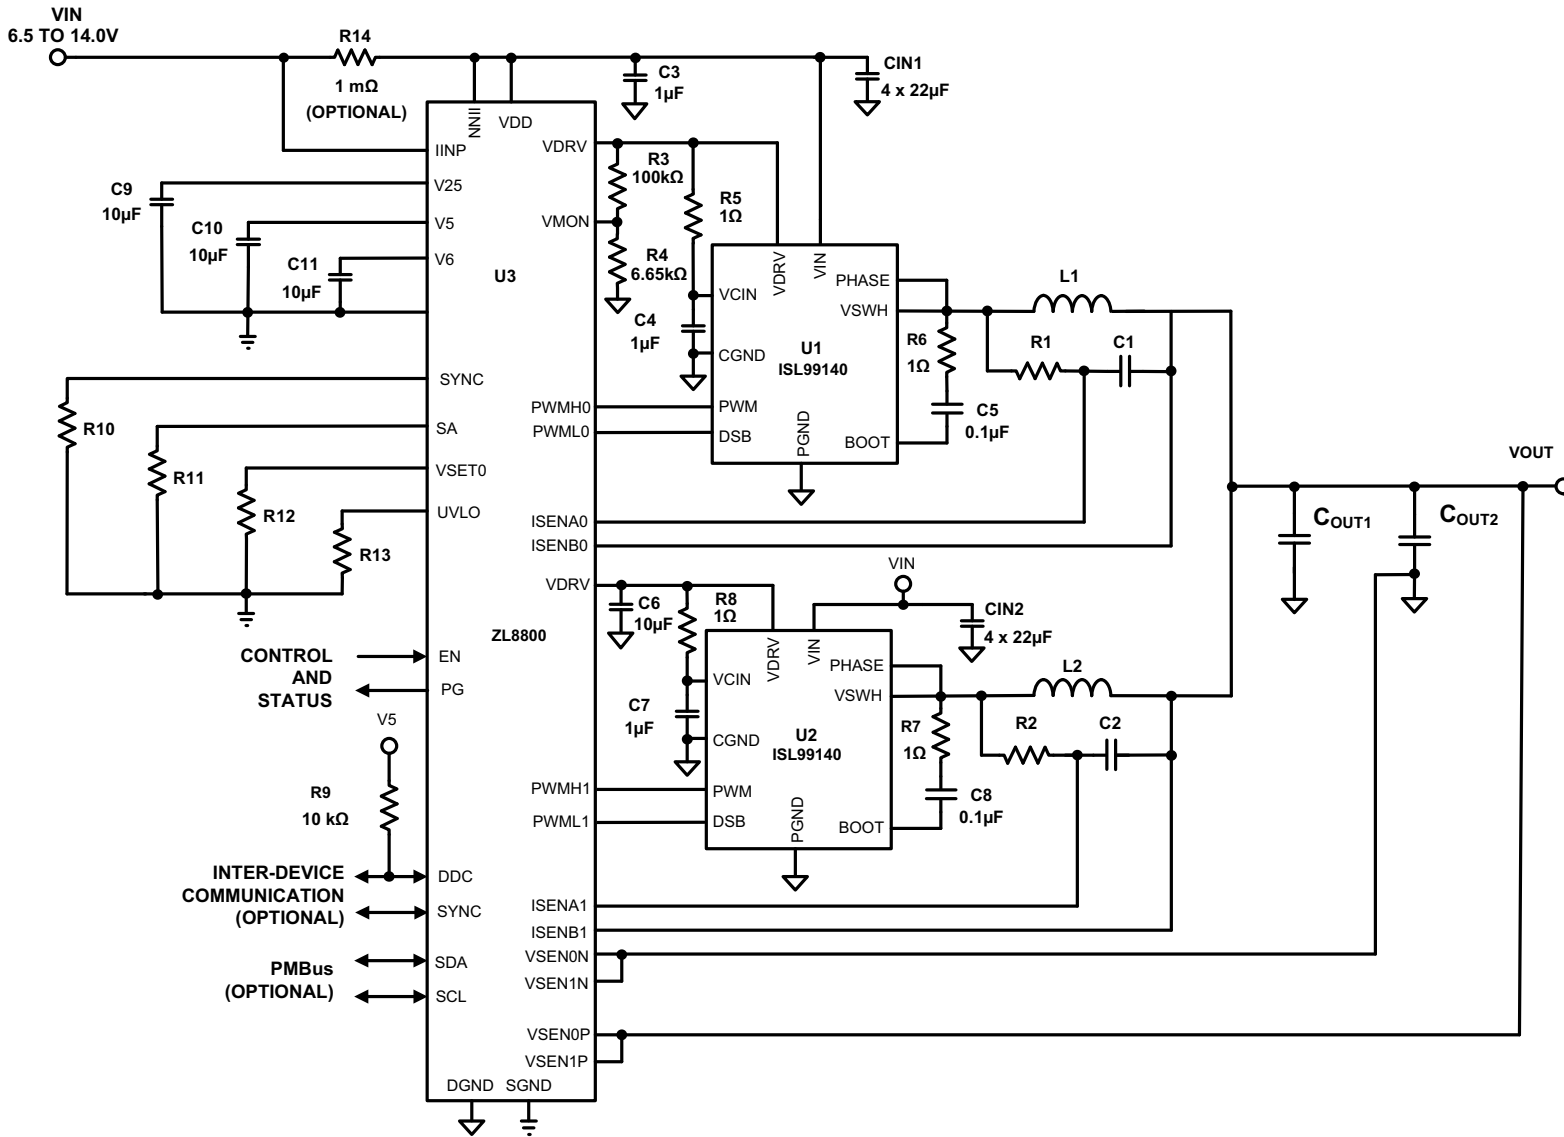 VIN
6.5 TO 14.0V
R14
1 mΩ
(OPTIONAL)
C3
1µF
CIN1
4 x 22µF
IINN
VDD
IINP
V25
V5
V6
C9
10µF
C10
10µF
C11
10µF
U3
VDRV
VMON
R3
100kΩ
R4
6.65kΩ
R5
1Ω
C4
1µF
VCIN
CGND
VDRV
VIN
PHASE
VSWH
U1
ISL99140
PWM
DSB
PGND
BOOT
R6
1Ω
C5
0.1µF
L1
R1
C1
SYNC
SA
VSET0
UVLO
R10
R11
R12
R13
PWMH0
PWML0
ISENA0
ISENB0
VOUT
COUT1
COUT2
VDRV
C6
10µF
R8
1Ω
VIN
CIN2
4 x 22µF
ZL8800
CONTROL
AND
STATUS
EN
PG
C7
1µF
VCIN
CGND
VDRV
VIN
PHASE
VSWH
U2
ISL99140
PWM
DSB
PGND
BOOT
R7
1Ω
C8
0.1µF
L2
R2
C2
V5
R9
10 kΩ
PWMH1
PWML1
INTER-DEVICE
COMMUNICATION
(OPTIONAL)
DDC
SYNC
PMBus
(OPTIONAL)
SDA
SCL
ISENA1
ISENB1
VSEN0N
VSEN1N
VSEN0P
VSEN1P
DGND
SGND